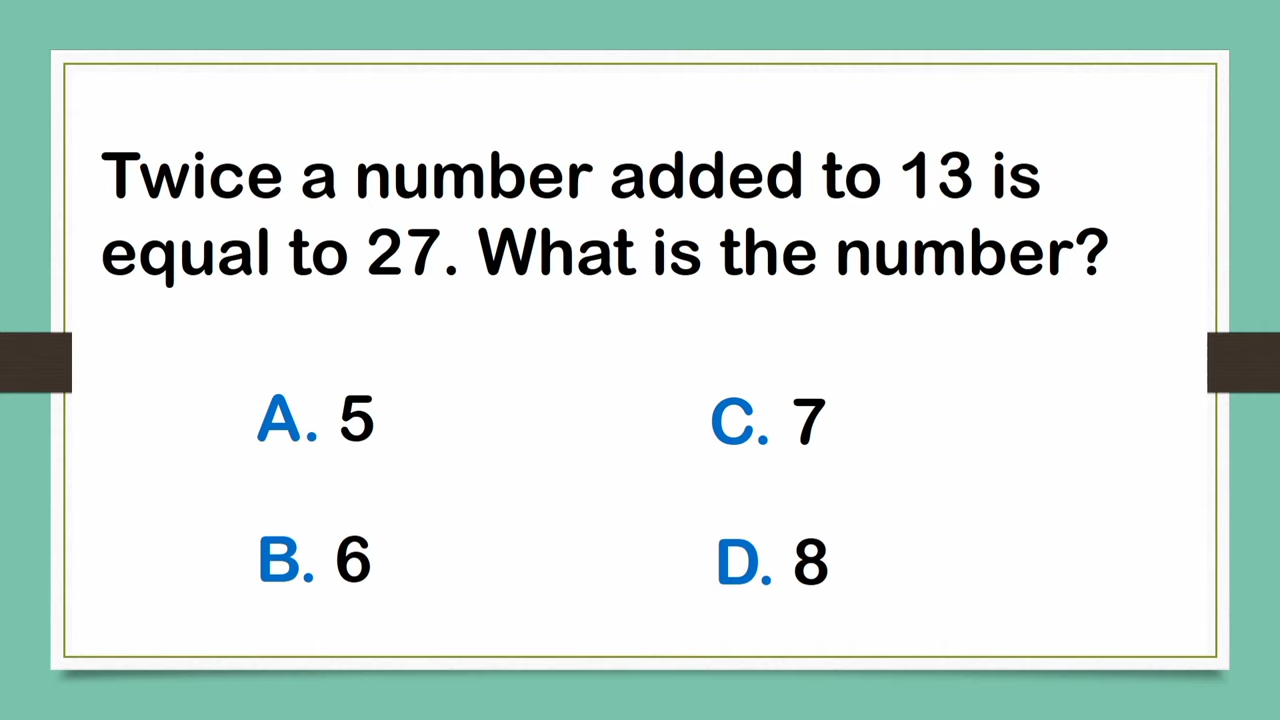 Twice a number added to 13 is
equal to 27. What is the number?
A. 5
C. 7
B. 6
D. 8